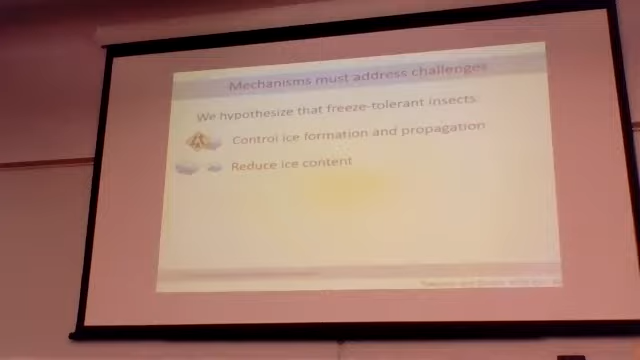 Mechanisms must address challenges
We hypothesize that freeze-tolerant insects:
Control ice formation and propagation
Reduce ice content